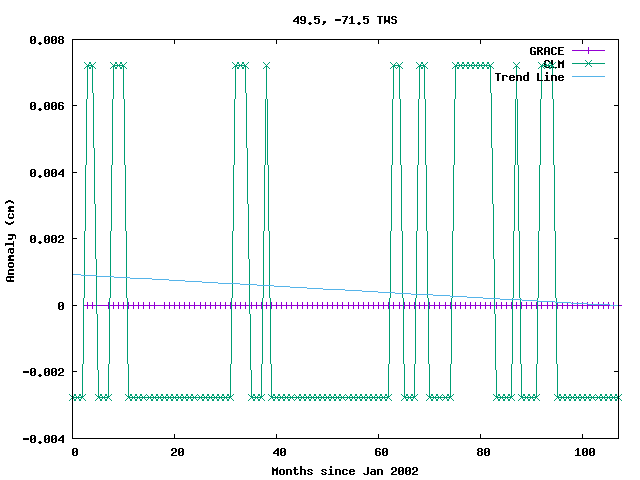 49.5, -71.5 TWS
0.008
0.006
0.004
0.002
0
-0.002
-0.004
Anomaly (cm)
GRACE
CLM
Trend Line
0 20 40 60 80 100
Months since Jan 2002